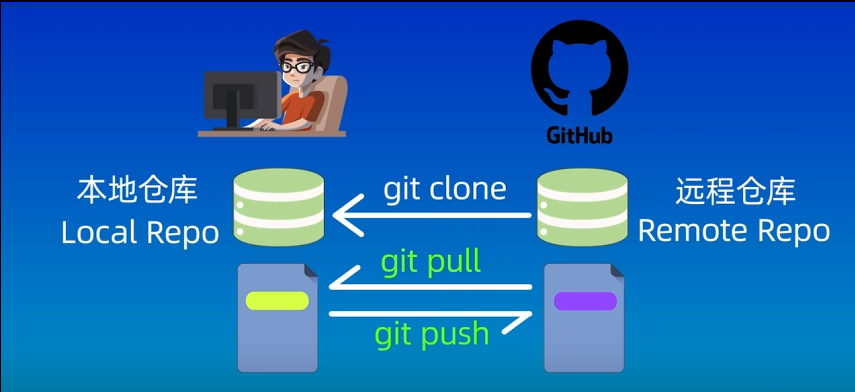 GitHub
本地仓库
Local Repo
git clone
远程仓库
Remote Repo
git pull
git push